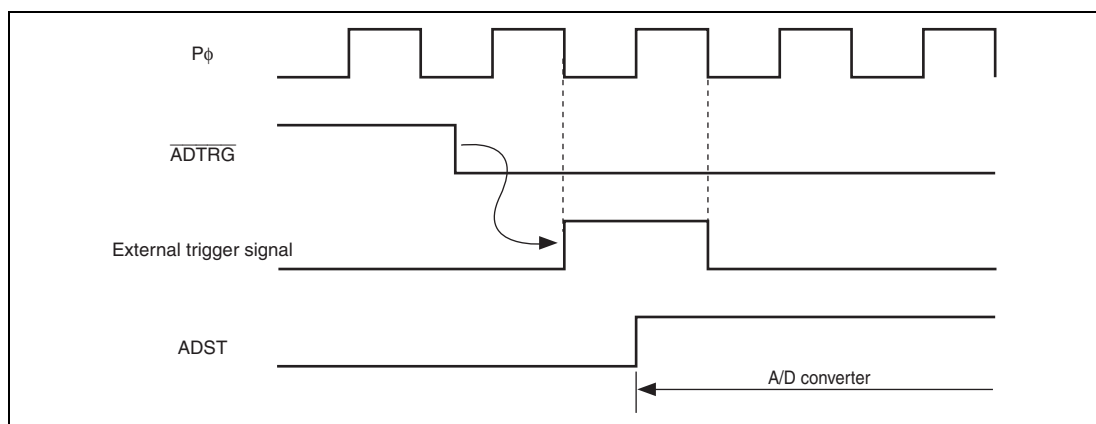 Pϕ
ADTRG
External trigger signal
ADST
A/D converter